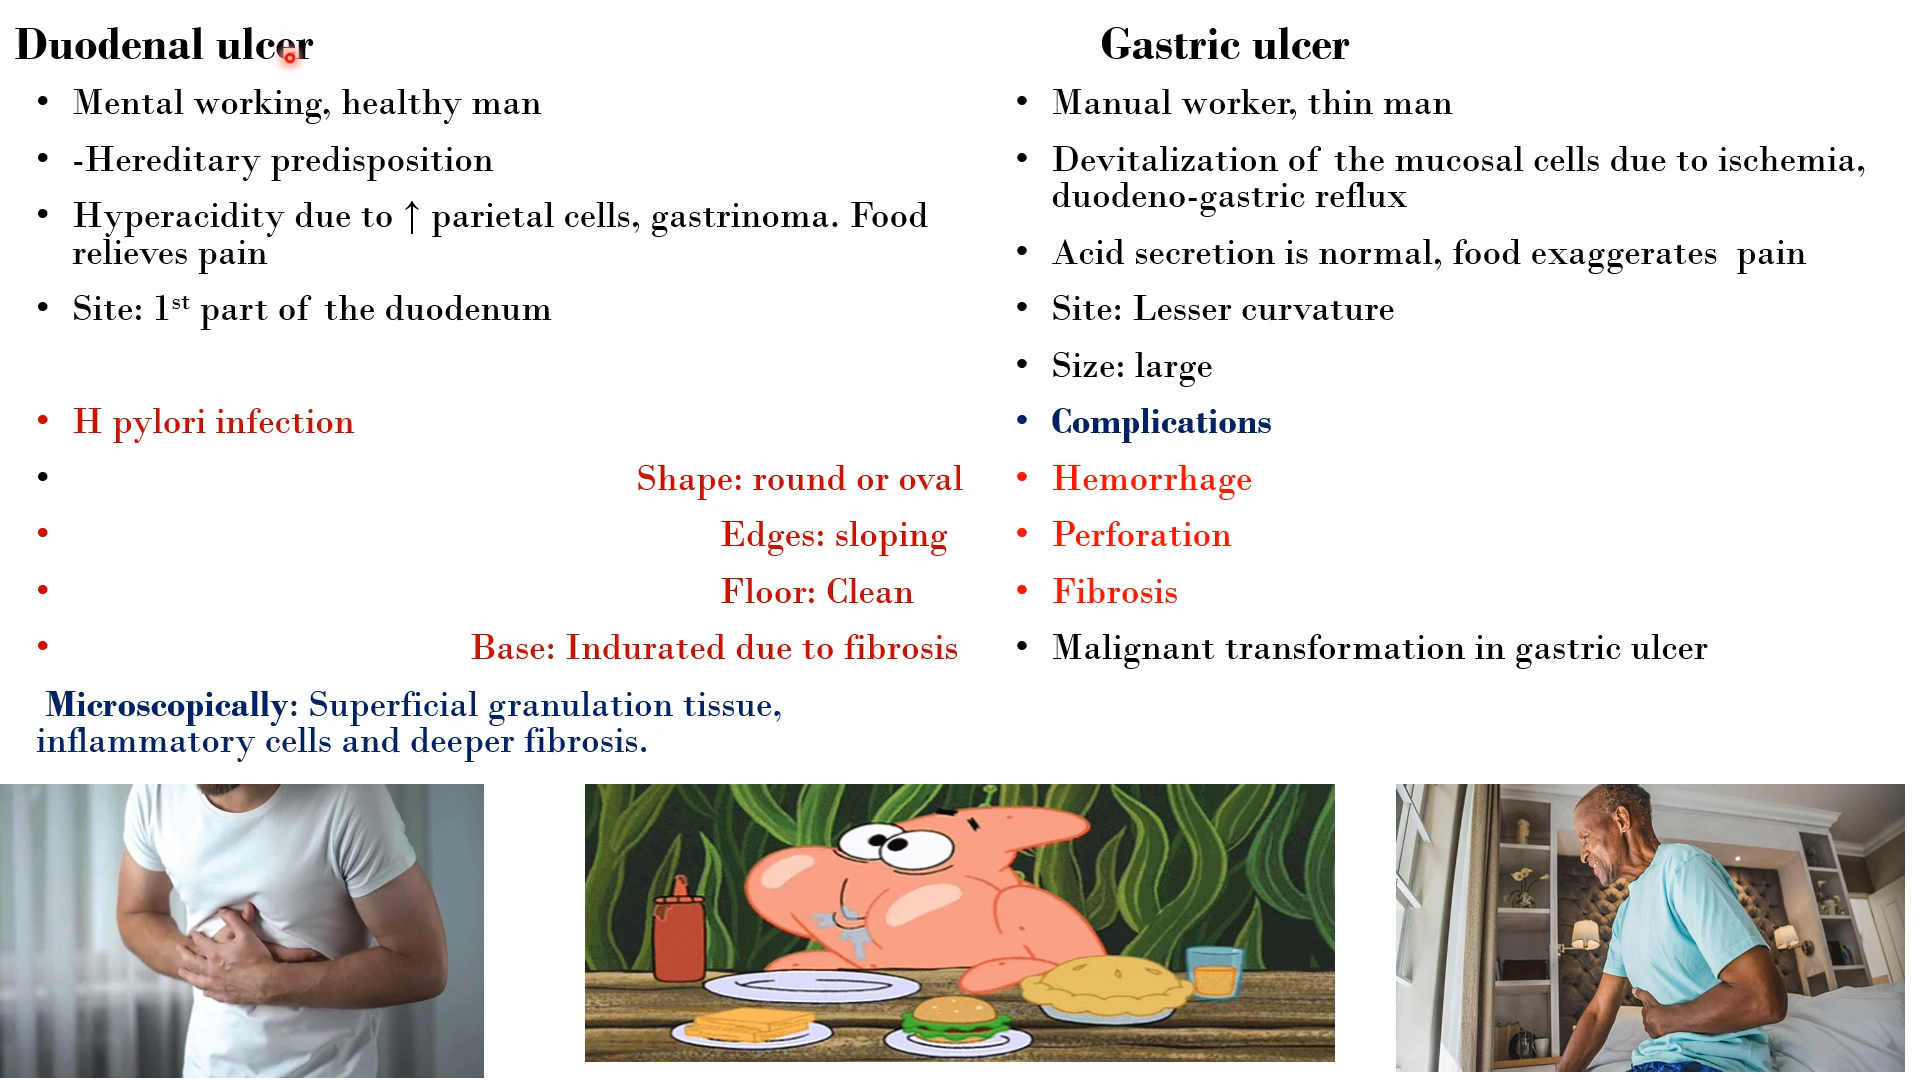 Duodenal ulcer
• Mental working, healthy man
• -Hereditary predisposition
• Hyperacidity due to ↑ parietal cells, gastrinoma. Food
relieves pain
• Site: 1st part of the duodenum
• H pylori infection
• Shape: round or oval
• Edges: sloping
• Floor: Clean
• Base: Indurated due to fibrosis
Microscopically: Superficial granulation tissue,
inflammatory cells and deeper fibrosis.
Gastric ulcer
• Manual worker, thin man
• Devitalization of the mucosal cells due to ischemia,
duodeno-gastric reflux
• Acid secretion is normal, food exaggerates pain
• Site: Lesser curvature
• Size: large
• Complications
• Hemorrhage
• Perforation
• Fibrosis
• Malignant transformation in gastric ulcer